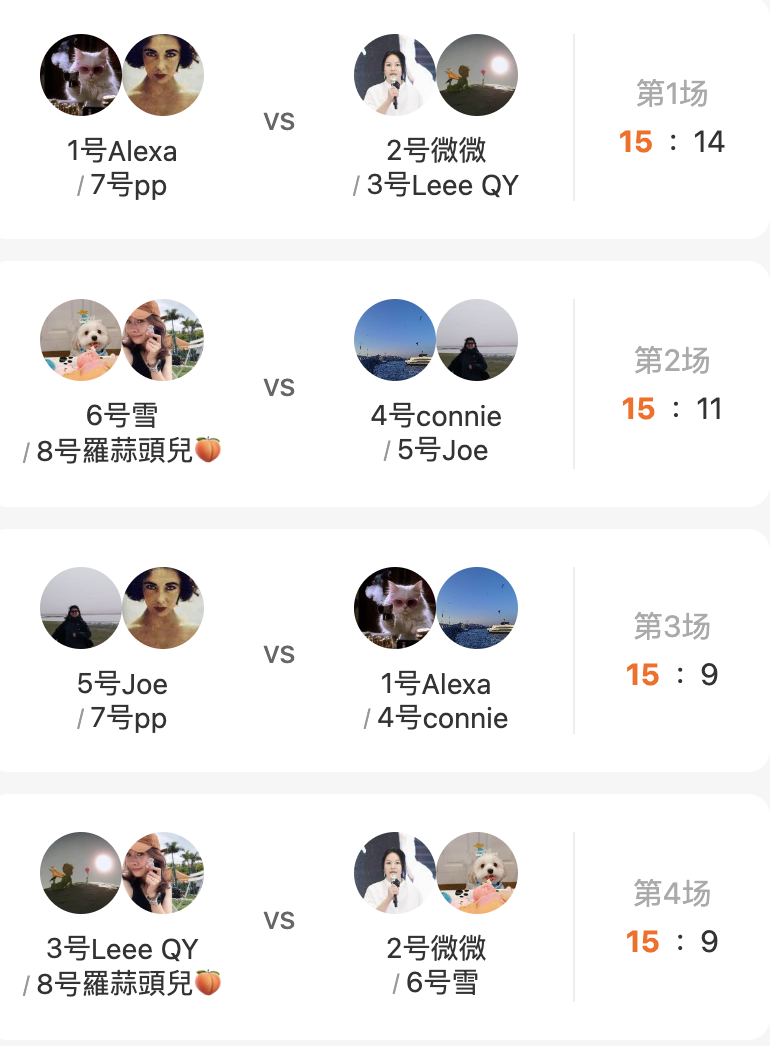 1号Alexa
/ 7号pp
VS
2号微微
/ 3号Leee QY
第1场
15 : 14
6号雪
/ 8号羅蒜頭兒🍑
VS
4号connie
/ 5号Joe
第2场
15 : 11
5号Joe
/ 7号pp
VS
1号Alexa
/ 4号connie
第3场
15 : 9
3号Leee QY
/ 8号羅蒜頭兒🍑
VS
2号微微
/ 6号雪
第4场
15 : 9